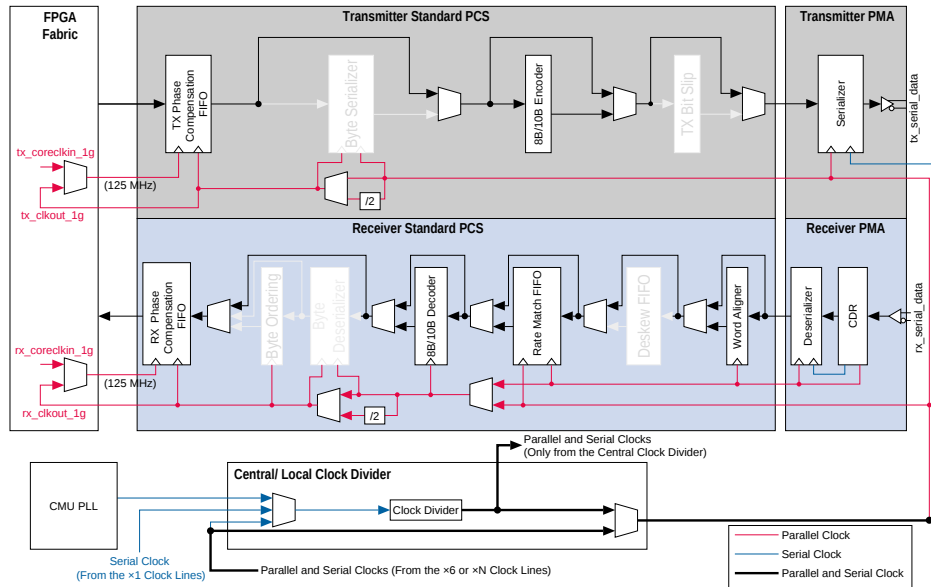 FPGA
Fabric
Transmitter Standard PCS
Transmitter PMA
TX Phase
Compensation
FIFO
Byte Serializer
8B/10B Encoder
TX Bit Slip
Serializer
tx_serial_data
tx_coreclkin_1g
(125 MHz)
tx_clkout_1g
/2
Receiver Standard PCS
Receiver PMA
RX Phase
Compensation
FIFO
Byte Ordering
Byte
Deserializer
8B/10B Decoder
Rate Match FIFO
Deskew FIFO
Word Aligner
Deserializer
CDR
rx_serial_data
rx_coreclkin_1g
(125 MHz)
rx_clkout_1g
/2
Parallel and Serial Clocks
(Only from the Central Clock Divider)
Central/ Local Clock Divider
CMU PLL
Clock Divider
Serial Clock
(From the ×1 Clock Lines)
Parallel and Serial Clocks (From the ×6 or ×N Clock Lines)
Parallel Clock
Serial Clock
Parallel and Serial Clock